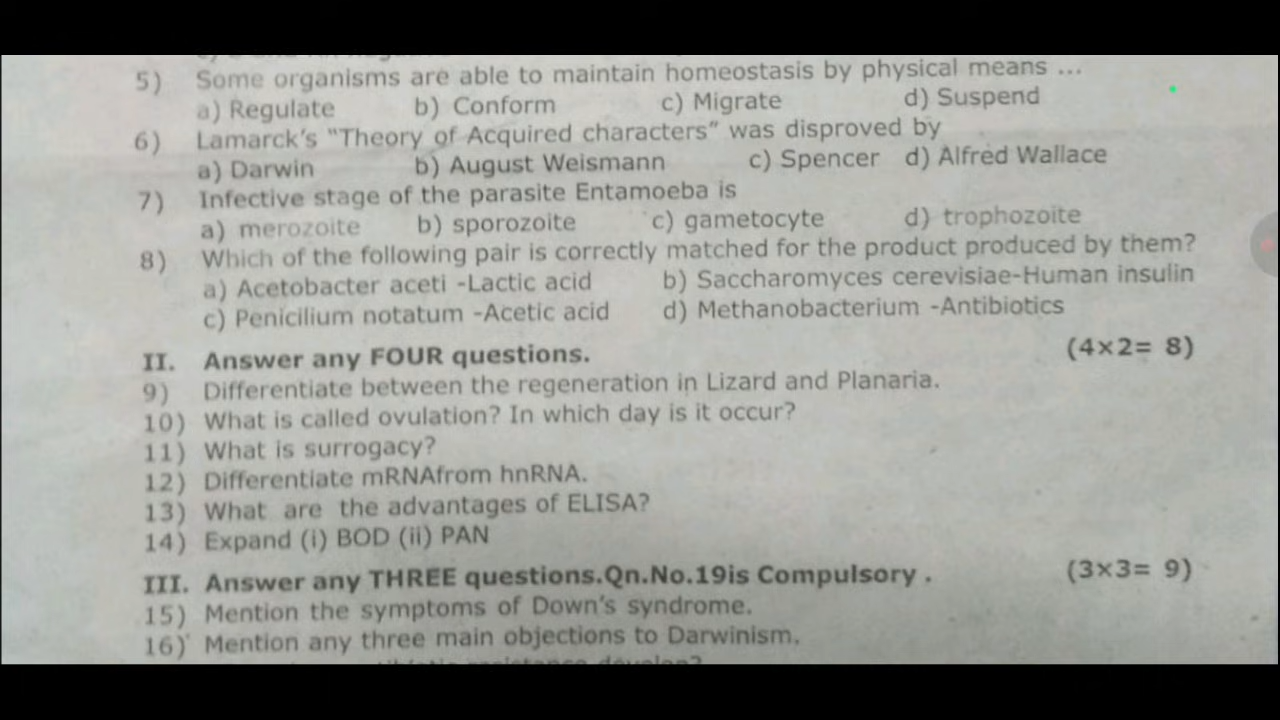 5) Some organisms are able to maintain homeostasis by physical means ...
a) Regulate b) Conform c) Migrate d) Suspend
6) Lamarck's "Theory of Acquired characters" was disproved by
a) Darwin b) August Weismann c) Spencer d) Alfred Wallace
7) Infective stage of the parasite Entamoeba is
a) merozoite b) sporozoite c) gametocyte d) trophozoite
8) Which of the following pair is correctly matched for the product produced by them?
a) Acetobacter aceti -Lactic acid b) Saccharomyces cerevisiae-Human insulin
c) Penicilium notatum -Acetic acid d) Methanobacterium -Antibiotics
II. Answer any FOUR questions. (4x2= 8)
9) Differentiate between the regeneration in Lizard and Planaria.
10) What is called ovulation? In which day is it occur?
11) What is surrogacy?
12) Differentiate mRNAfrom hnRNA.
13) What are the advantages of ELISA?
14) Expand (i) BOD (ii) PAN
III. Answer any THREE questions.Qn.No.19is Compulsory . (3x3= 9)
15) Mention the symptoms of Down's syndrome.
16) Mention any three main objections to Darwinism.